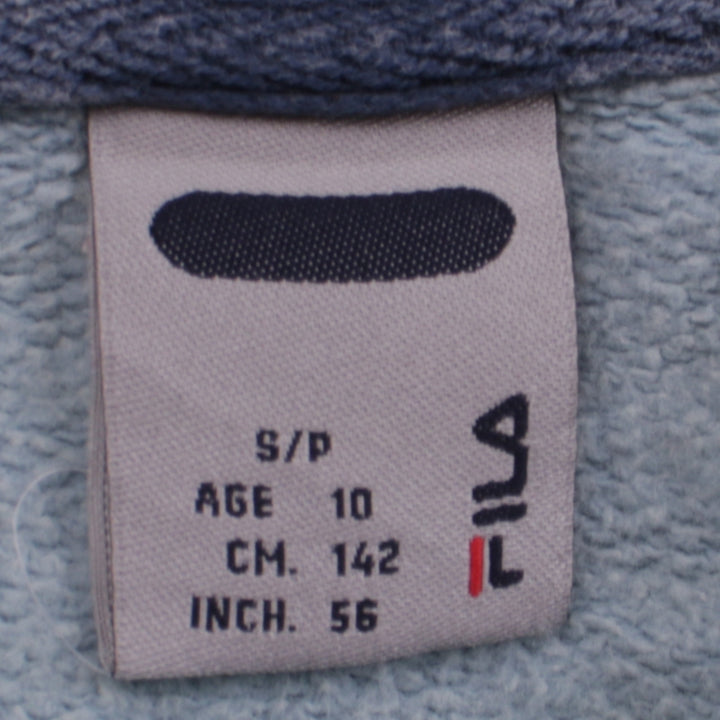 S/P
AGE 10
CM. 142
INCH. 56
FILA